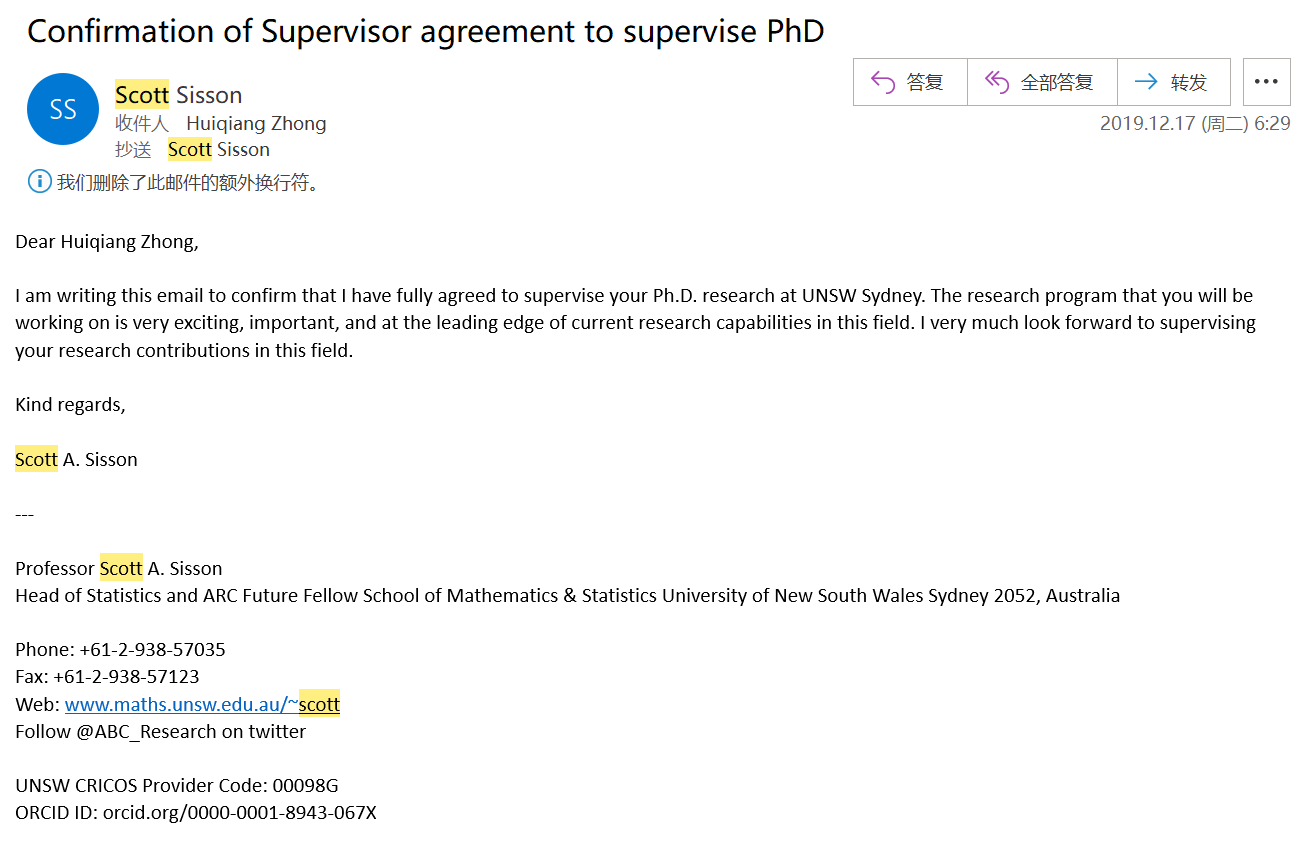 Confirmation of Supervisor agreement to supervise PhD
SS
Scott Sisson
收件人 Huiqiang Zhong
抄送 Scott Sisson
答复
全部答复
转发
2019.12.17 (周二) 6:29
我们删除了此邮件的额外换行符。
Dear Huiqiang Zhong,
I am writing this email to confirm that I have fully agreed to supervise your Ph.D. research at UNSW Sydney. The research program that you will be
working on is very exciting, important, and at the leading edge of current research capabilities in this field. I very much look forward to supervising
your research contributions in this field.
Kind regards,
Scott A. Sisson
---
Professor Scott A. Sisson
Head of Statistics and ARC Future Fellow School of Mathematics & Statistics University of New South Wales Sydney 2052, Australia
Phone: +61-2-938-57035
Fax: +61-2-938-57123
Web: www.maths.unsw.edu.au/~scott
Follow @ABC_Research on twitter
UNSW CRICOS Provider Code: 00098G
ORCID ID: orcid.org/0000-0001-8943-067X